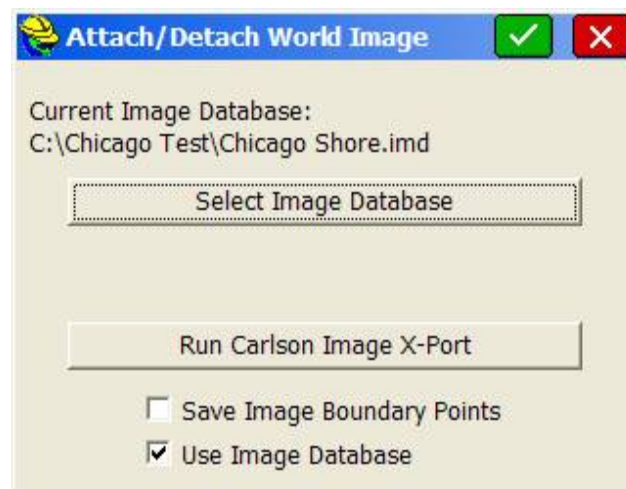 Attach/Detach World Image
Current Image Database:
C:\Chicago Test\Chicago Shore.imd
Select Image Database
Run Carlson Image X-Port
Save Image Boundary Points
Use Image Database